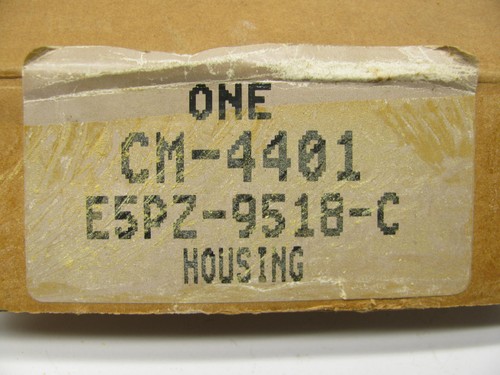 ONE
CM-4401
E5PZ-9518-C
HOUSING